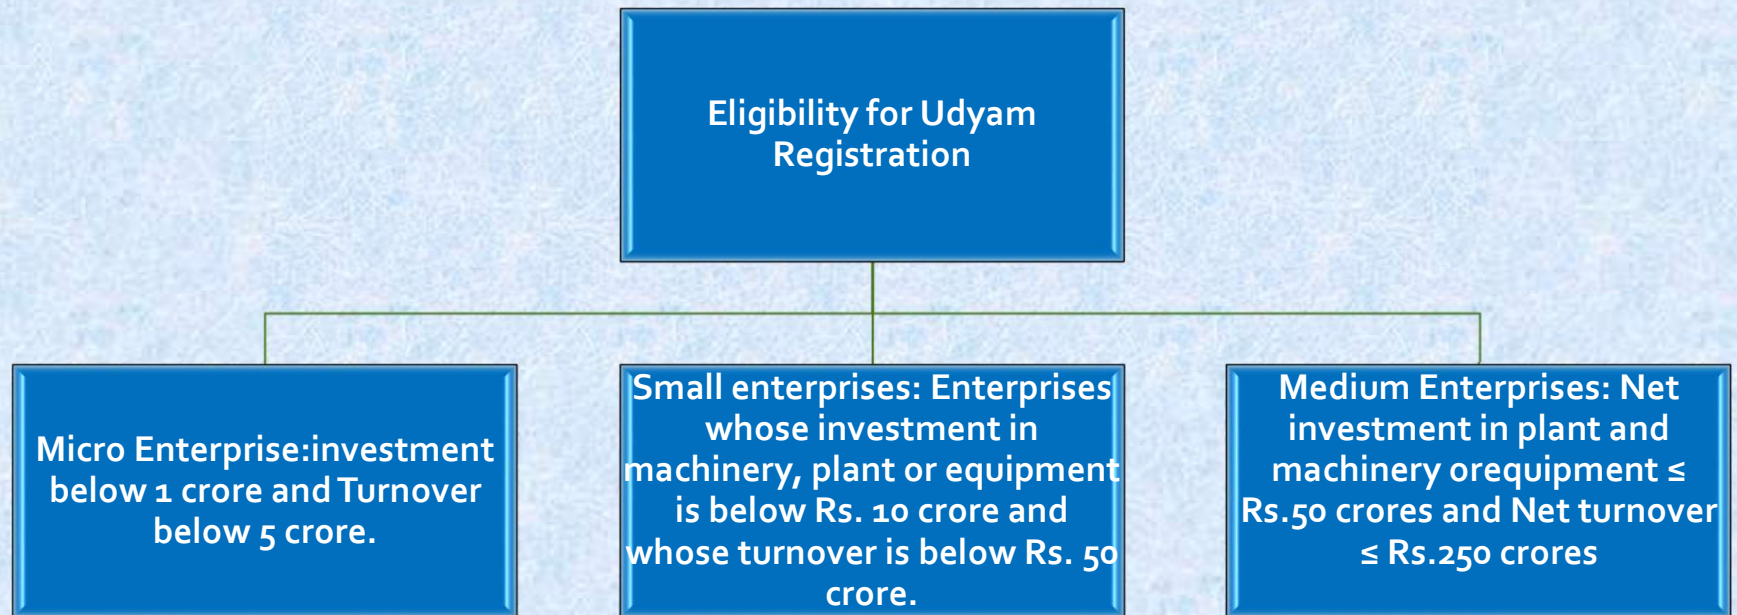 Eligibility for Udyam
Registration
Micro Enterprise:investment
below 1 crore and Turnover
below 5 crore.
Small enterprises: Enterprises
whose investment in
machinery, plant or equipment
is below Rs. 10 crore and
whose turnover is below Rs. 50
crore.
Medium Enterprises: Net
investment in plant and
machinery orequipment ≤
Rs.50 crores and Net turnover
≤ Rs.250 crores